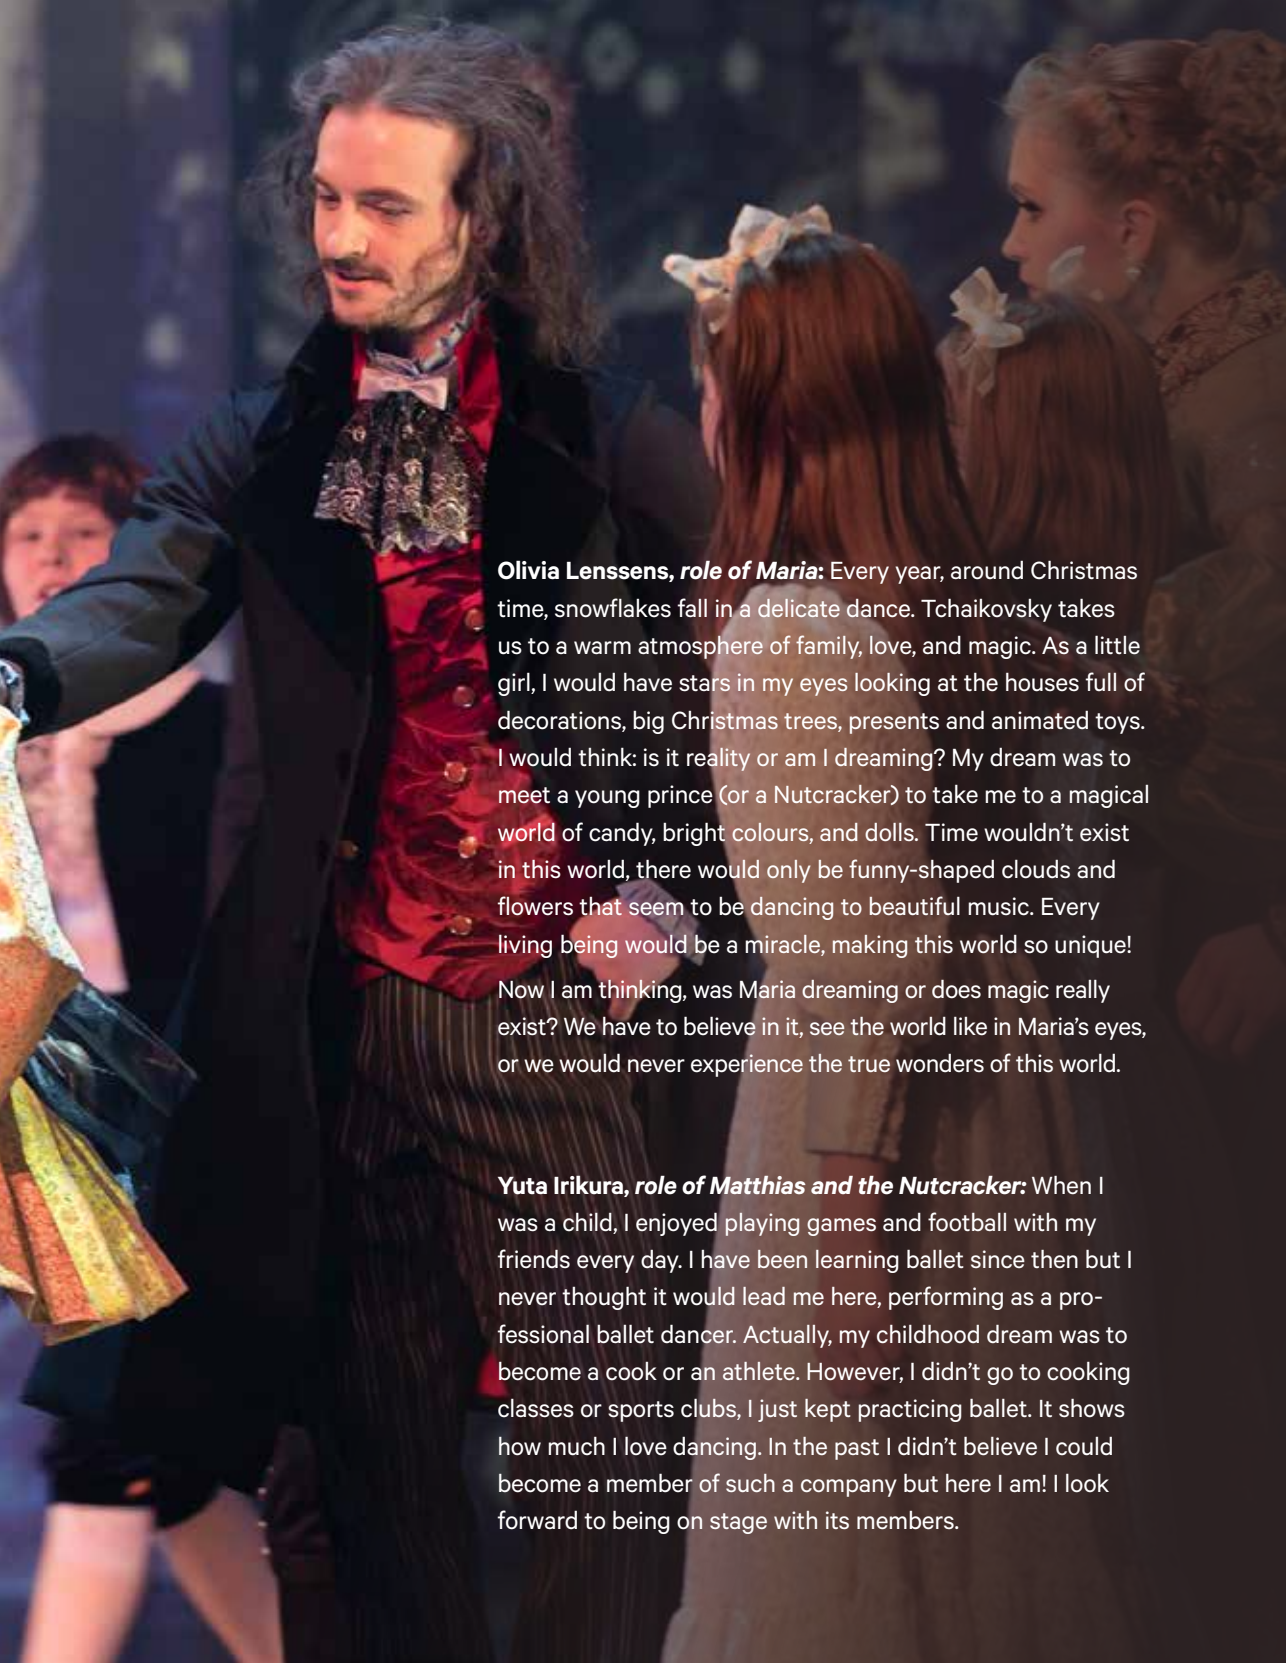 Olivia Lenssens, role of Maria: Every year, around Christmas
time, snowflakes fall in a delicate dance. Tchaikovsky takes
us to a warm atmosphere of family, love, and magic. As a little
girl, I would have stars in my eyes looking at the houses full of
decorations, big Christmas trees, presents and animated toys.
I would think: is it reality or am I dreaming? My dream was to
meet a young prince (or a Nutcracker) to take me to a magical
world of candy, bright colours, and dolls. Time wouldn’t exist
in this world, there would only be funny-shaped clouds and
flowers that seem to be dancing to beautiful music. Every
living being would be a miracle, making this world so unique!
Now I am thinking, was Maria dreaming or does magic really
exist? We have to believe in it, see the world like in Maria’s eyes,
or we would never experience the true wonders of this world.
Yuta Irikura, role of Matthias and the Nutcracker: When I
was a child, I enjoyed playing games and football with my
friends every day. I have been learning ballet since then but I
never thought it would lead me here, performing as a pro-
fessional ballet dancer. Actually, my childhood dream was to
become a cook or an athlete. However, I didn’t go to cooking
classes or sports clubs, I just kept practicing ballet. It shows
how much I love dancing. In the past I didn’t believe I could
become a member of such a company but here I am! I look
forward to being on stage with its members.